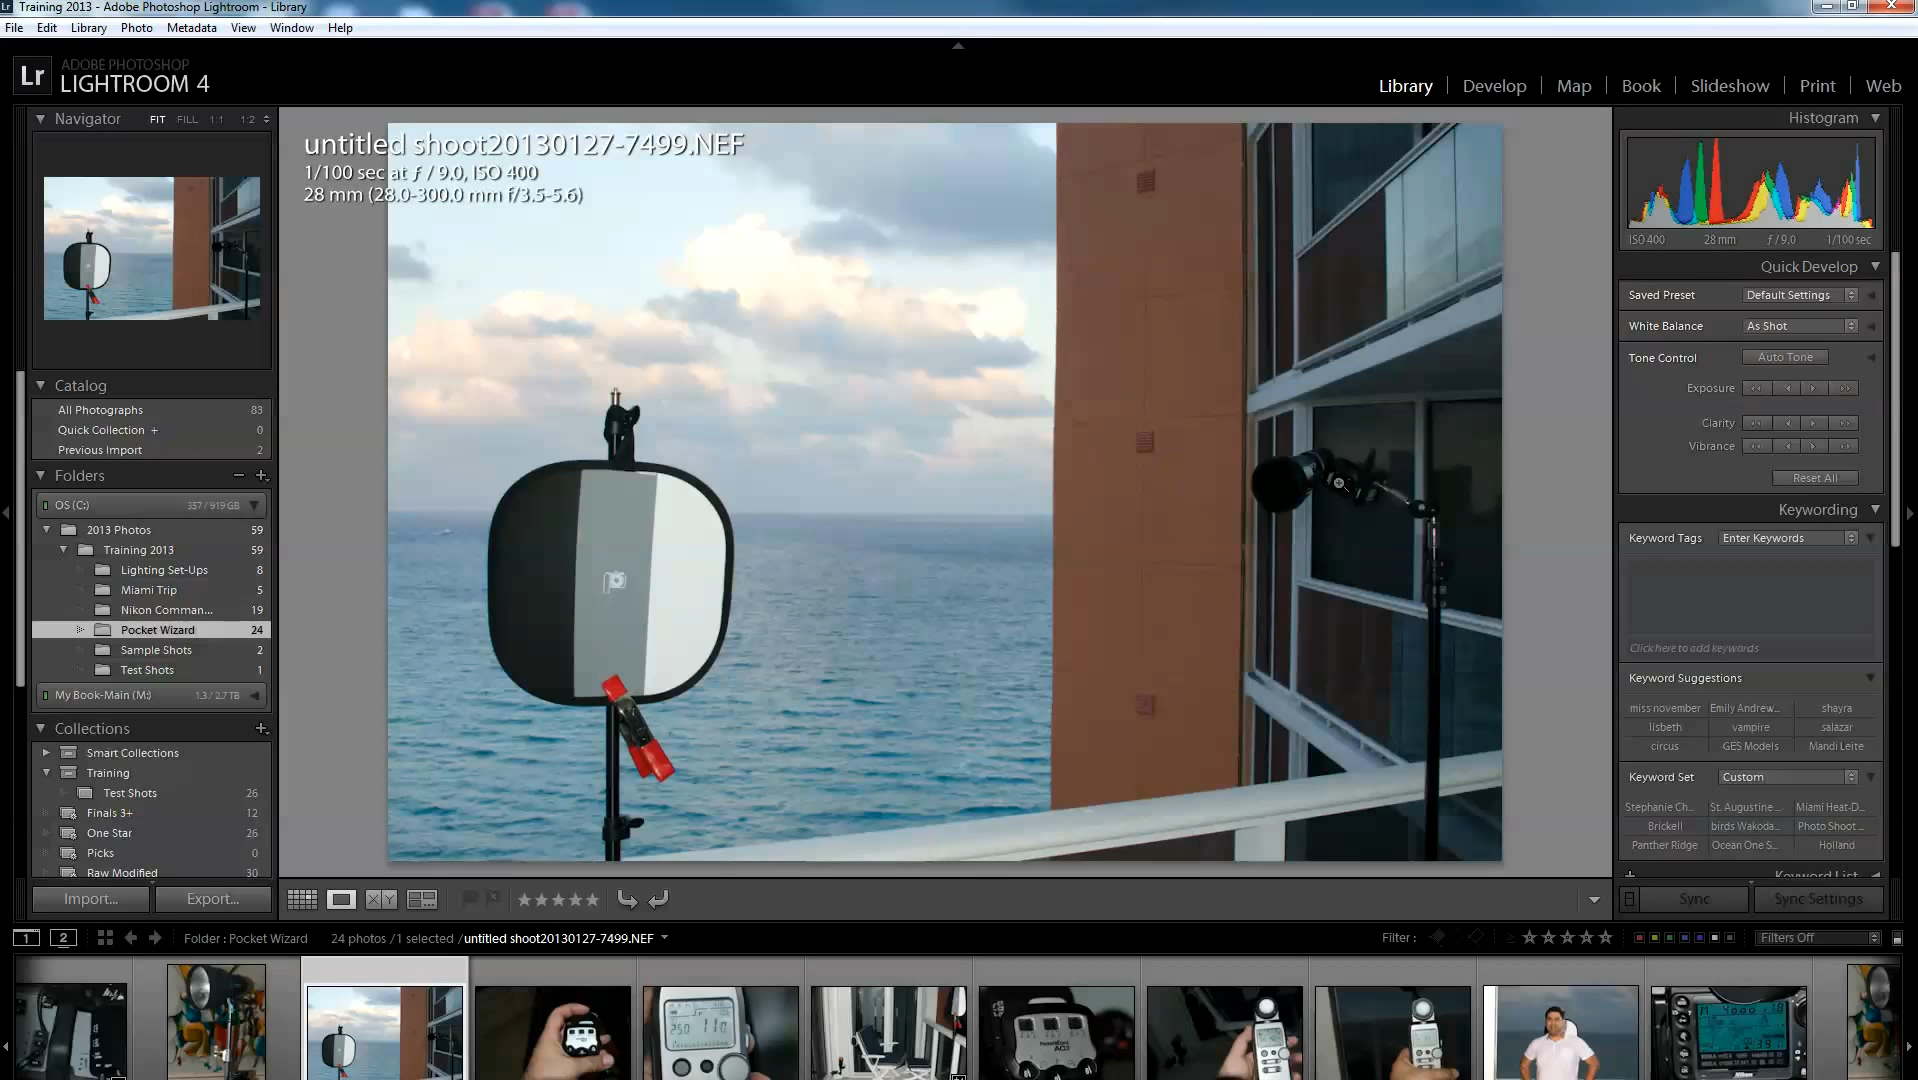 Training 2013 - Adobe Photoshop Lightroom - Library
File Edit Library Photo Metadata View Window Help
Lr ADOBE PHOTOSHOP
LIGHTROOM 4
Library Develop Map Book Slideshow Print Web
Navigator FIT FILL 1:1 1:2
untitled shoot20130127-7499.NEF
1/100 sec at ƒ / 9.0, ISO 400
28 mm (28.0-300.0 mm f/3.5-5.6)
Catalog
All Photographs 83
Quick Collection + 0
Previous Import 2
Folders
OS (C:) 357 / 919 GB
2013 Photos 59
Training 2013 59
Lighting Set-Ups 8
Miami Trip 5
Nikon Comman... 19
Pocket Wizard 24
Sample Shots 2
Test Shots 1
My Book-Main (M:) 1.3 / 2.7 TB
Collections
Smart Collections
Training
Test Shots 26
Finals 3+ 12
One Star 26
Picks 0
Raw Modified 30
Import... Export...
Histogram
ISO 400 28 mm ƒ / 9.0 1/100 sec
Quick Develop
Saved Preset Default Settings
White Balance As Shot
Tone Control Auto Tone
Exposure
Clarity
Vibrance
Reset All
Keywording
Keyword Tags Enter Keywords
Click here to add keywords
Keyword Suggestions
miss november Emily Andrew... shayra
lisbeth vampire salazar
circus GES Models Mandi Leite
Keyword Set Custom
Stephanie Ch... St. Augustine ... Miami Heat-D...
Brickell birds Wakoda... Photo Shoot ...
Panther Ridge Ocean One S... Holland
Keyword List
Sync Sync Settings
X Y
1 2 Folder : Pocket Wizard 24 photos / 1 selected / untitled shoot20130127-7499.NEF
Filter : Filters Off
250 110
AC3
Nikon